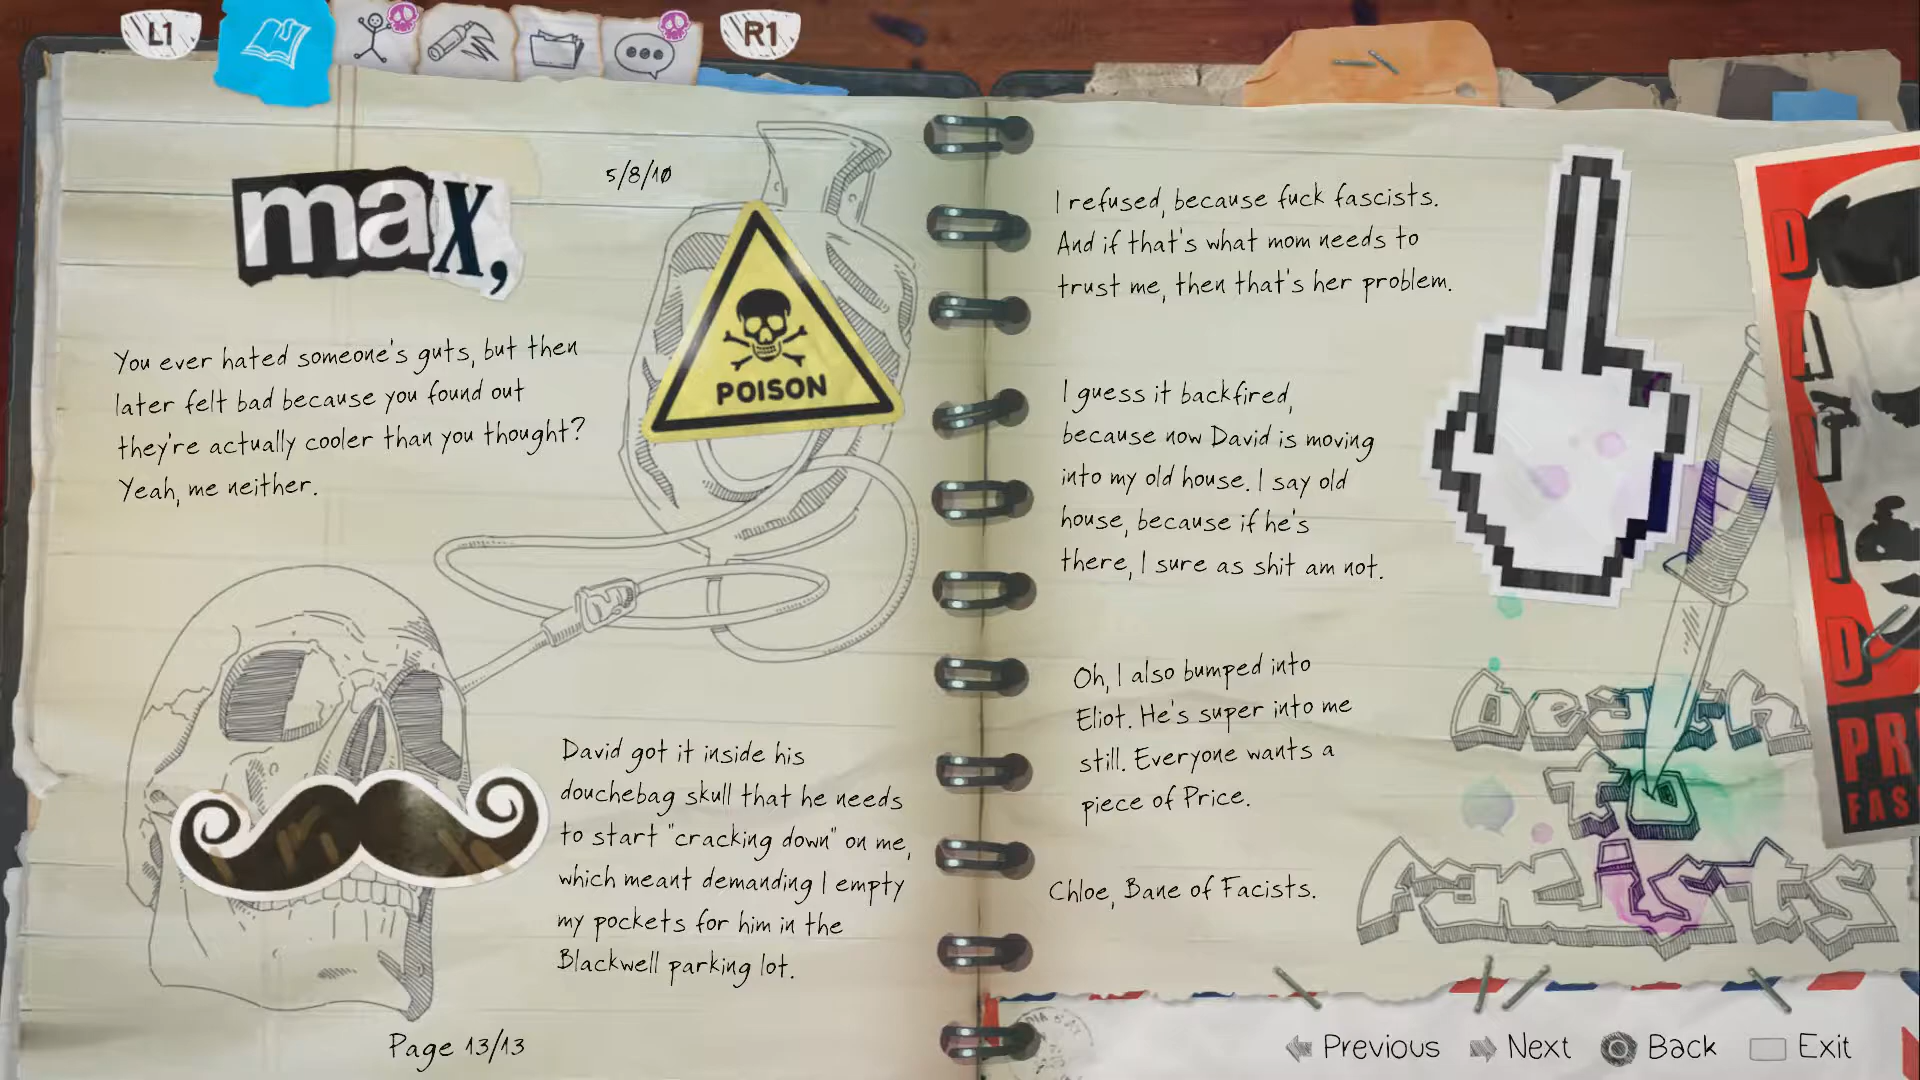 L1
R1
max,
5/8/10
POISON
You ever hated someone's guts, but then
later felt bad because you found out
they're actually cooler than you thought?
Yeah, me neither.
David got it inside his
douchebag skull that he needs
to start "cracking down" on me,
which meant demanding I empty
my pockets for him in the
Blackwell parking lot.
Page 13/13
I refused, because fuck fascists.
And if that's what mom needs to
trust me, then that's her problem.
I guess it backfired,
because now David is moving
into my old house. I say old
house, because if he's
there, I sure as shit am not.
Oh, I also bumped into
Eliot. He's super into me
still. Everyone wants a
piece of Price.
Chloe, Bane of Facists.
Death
to
Facists
DAVID
PR
FAS
Previous
Next
Back
Exit